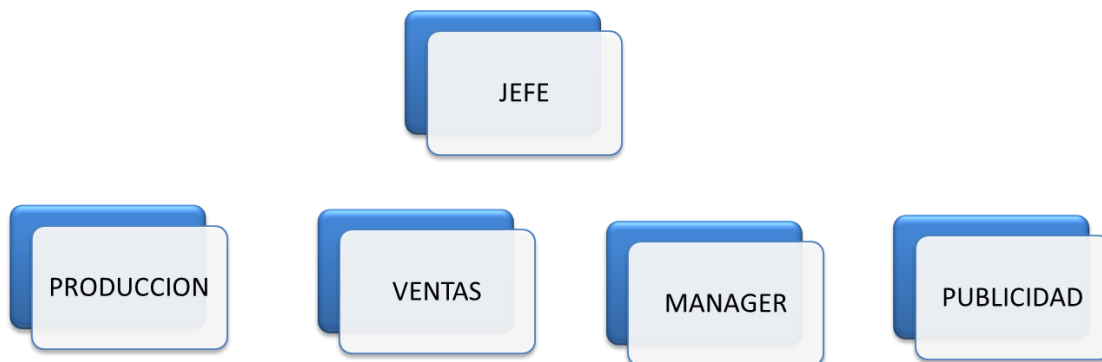 JEFE
PRODUCCION
VENTAS
MANAGER
PUBLICIDAD